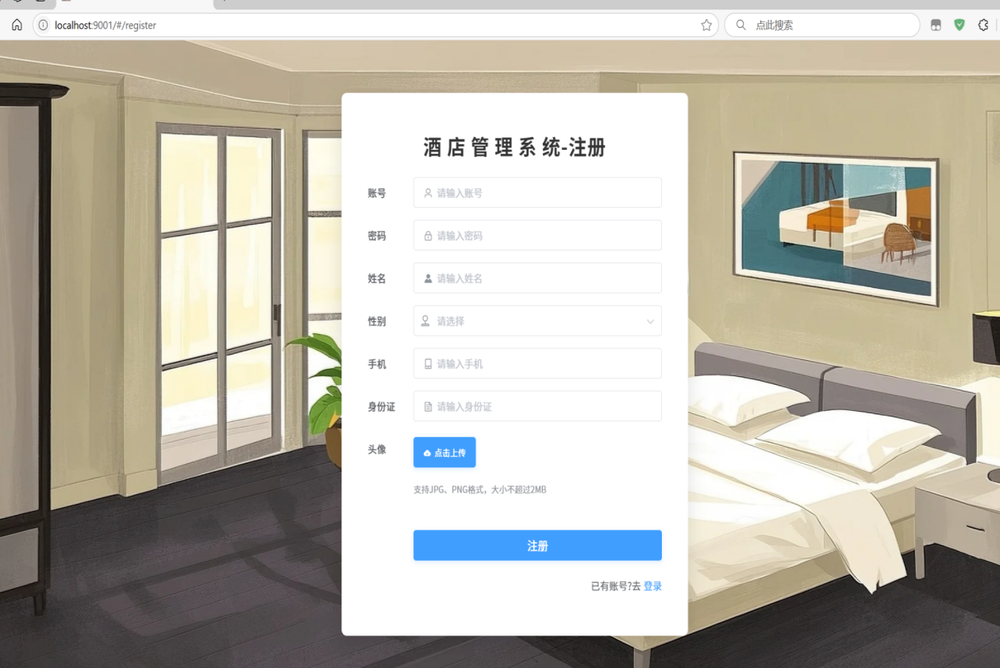 localhost:9001/#/register
点此搜索
酒 店 管 理 系 统-注册
账号
请输入账号
密码
请输入密码
姓名
请输入姓名
性别
请选择
手机
请输入手机
身份证
请输入身份证
头像
点击上传
支持JPG、PNG格式，大小不超过2MB
注册
已有账号?去 登录